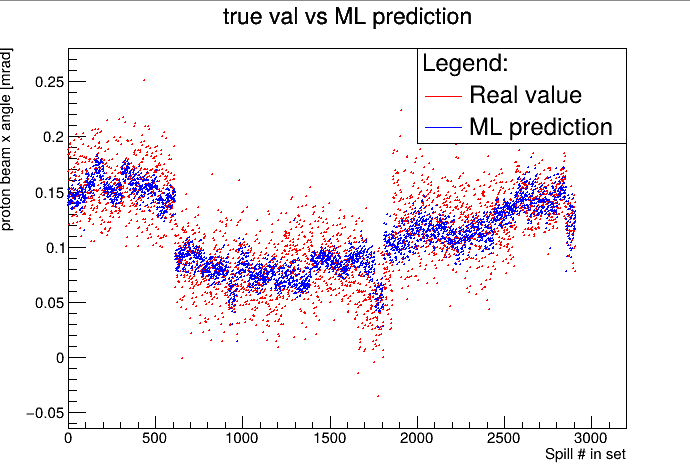 true val vs ML prediction
proton beam x angle [mrad]
Legend:
Real value
ML prediction
0.25
0.2
0.15
0.1
0.05
0
−0.05
0 500 1000 1500 2000 2500 3000
Spill # in set